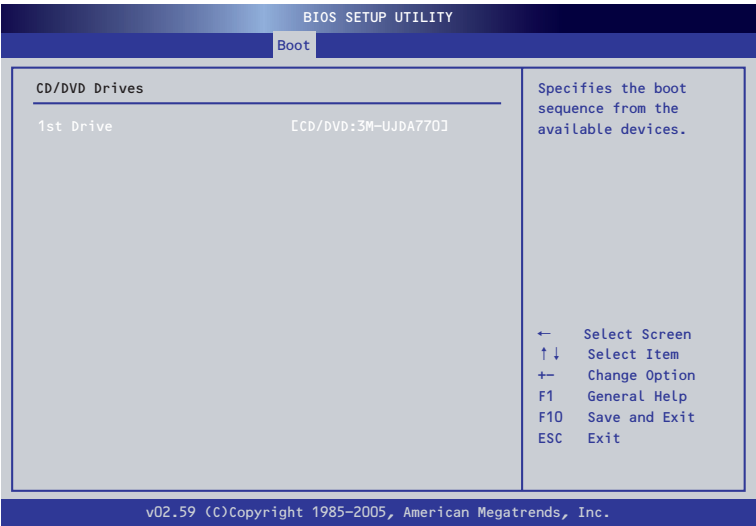 BIOS SETUP UTILITY
Boot
CD/DVD Drives
1st Drive [CD/DVD:3M-UJDA770]
Specifies the boot
sequence from the
available devices.
← Select Screen
↑↓ Select Item
+- Change Option
F1 General Help
F10 Save and Exit
ESC Exit
v02.59 (C)Copyright 1985-2005, American Megatrends, Inc.